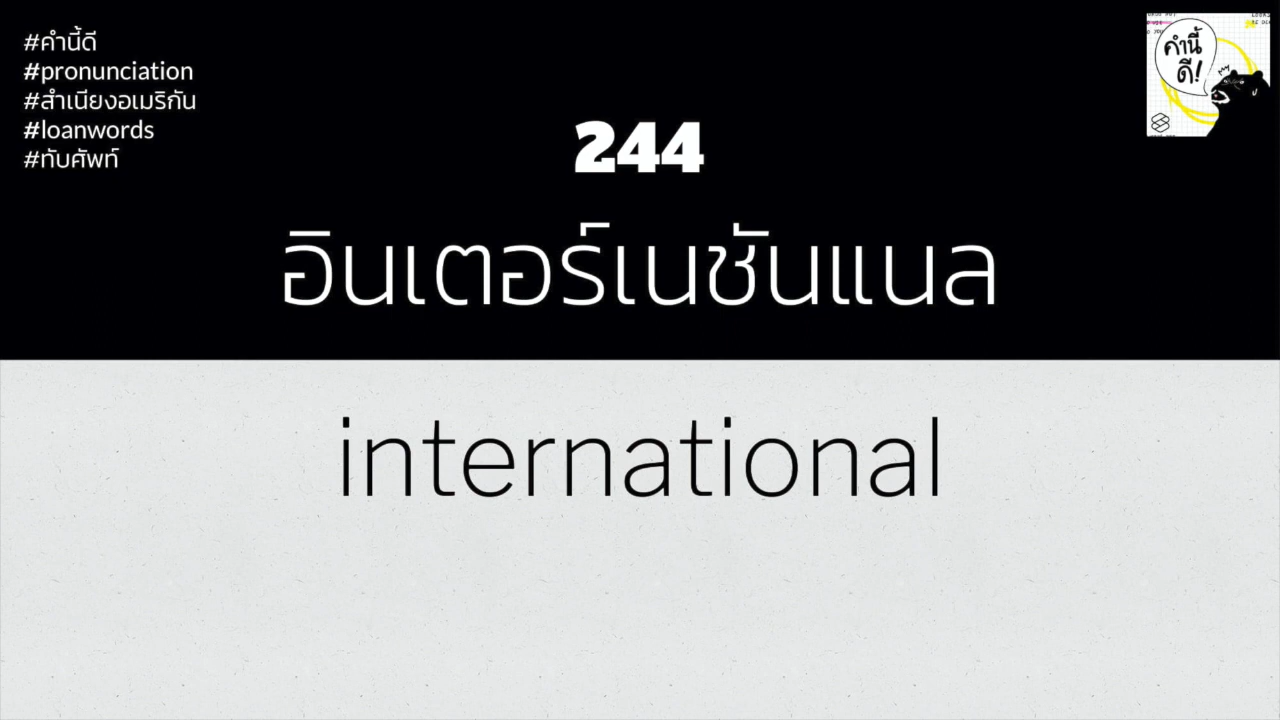 #คำนี้ดี
#pronunciation
#สำเนียงอเมริกัน
#loanwords
#ทับศัพท์
คำนี้
ดี!
244
อินเตอร์เนชันแนล
international